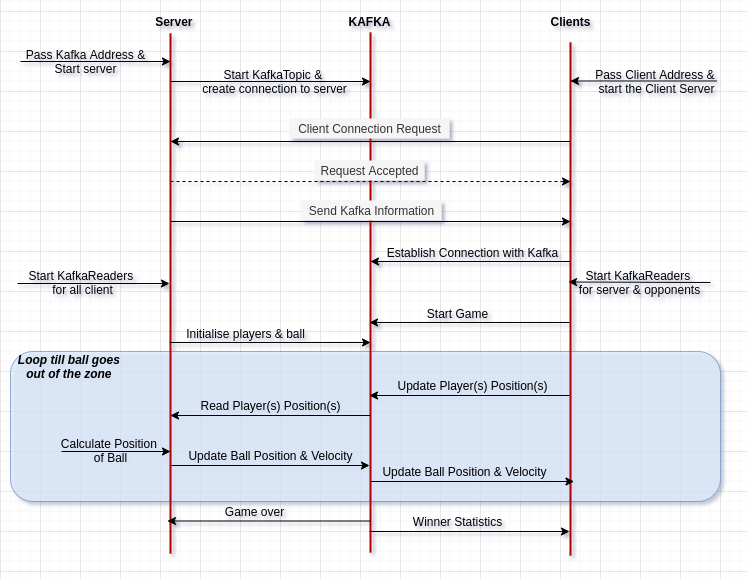 Server
KAFKA
Clients
Pass Kafka Address &
Start server
Start KafkaTopic &
create connection to server
Pass Client Address &
start the Client Server
Client Connection Request
Request Accepted
Send Kafka Information
Establish Connection with Kafka
Start KafkaReaders
for all client
Start KafkaReaders
for server & opponents
Start Game
Initialise players & ball
Loop till ball goes
out of the zone
Update Player(s) Position(s)
Read Player(s) Position(s)
Calculate Position
of Ball
Update Ball Position & Velocity
Update Ball Position & Velocity
Game over
Winner Statistics